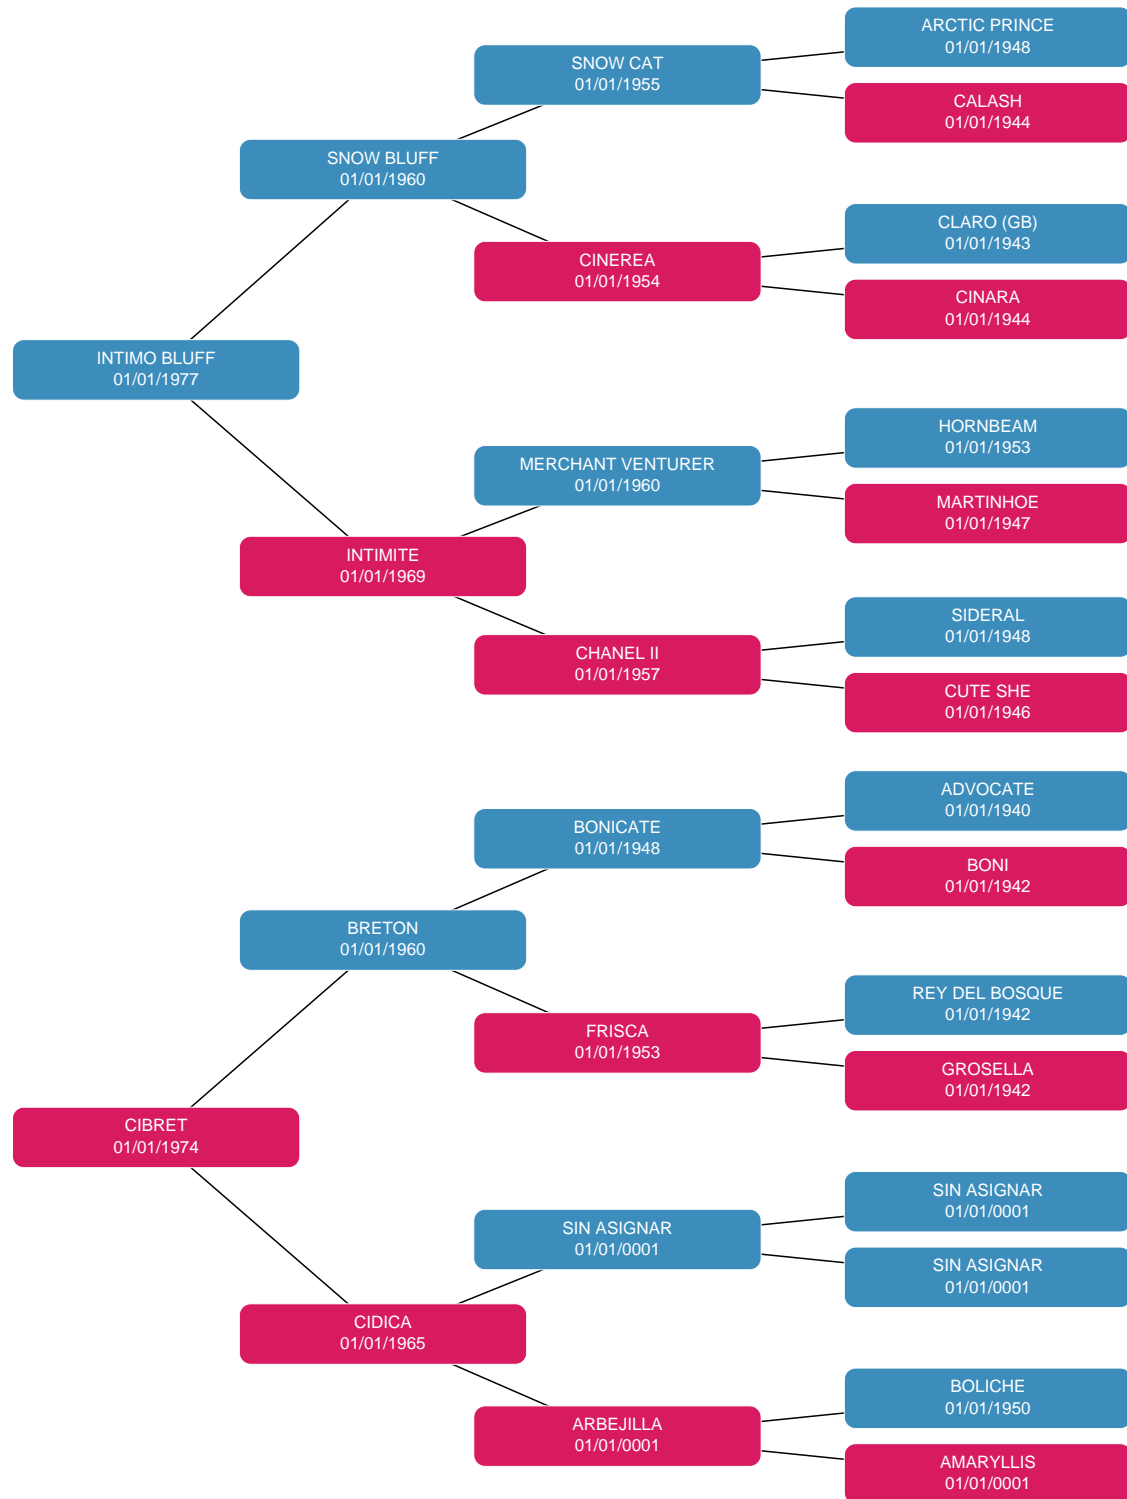 ARCTIC PRINCE
01/01/1948
SNOW CAT
01/01/1955
CALASH
01/01/1944
SNOW BLUFF
01/01/1960
CLARO (GB)
01/01/1943
CINEREA
01/01/1954
CINARA
01/01/1944
INTIMO BLUFF
01/01/1977
HORNBEAM
01/01/1953
MERCHANT VENTURER
01/01/1960
MARTINHOE
01/01/1947
INTIMITE
01/01/1969
SIDERAL
01/01/1948
CHANEL II
01/01/1957
CUTE SHE
01/01/1946
ADVOCATE
01/01/1940
BONICATE
01/01/1948
BONI
01/01/1942
BRETON
01/01/1960
REY DEL BOSQUE
01/01/1942
FRISCA
01/01/1953
GROSELLA
01/01/1942
CIBRET
01/01/1974
SIN ASIGNAR
01/01/0001
SIN ASIGNAR
01/01/0001
SIN ASIGNAR
01/01/0001
CIDICA
01/01/1965
BOLICHE
01/01/1950
ARBEJILLA
01/01/0001
AMARYLLIS
01/01/0001